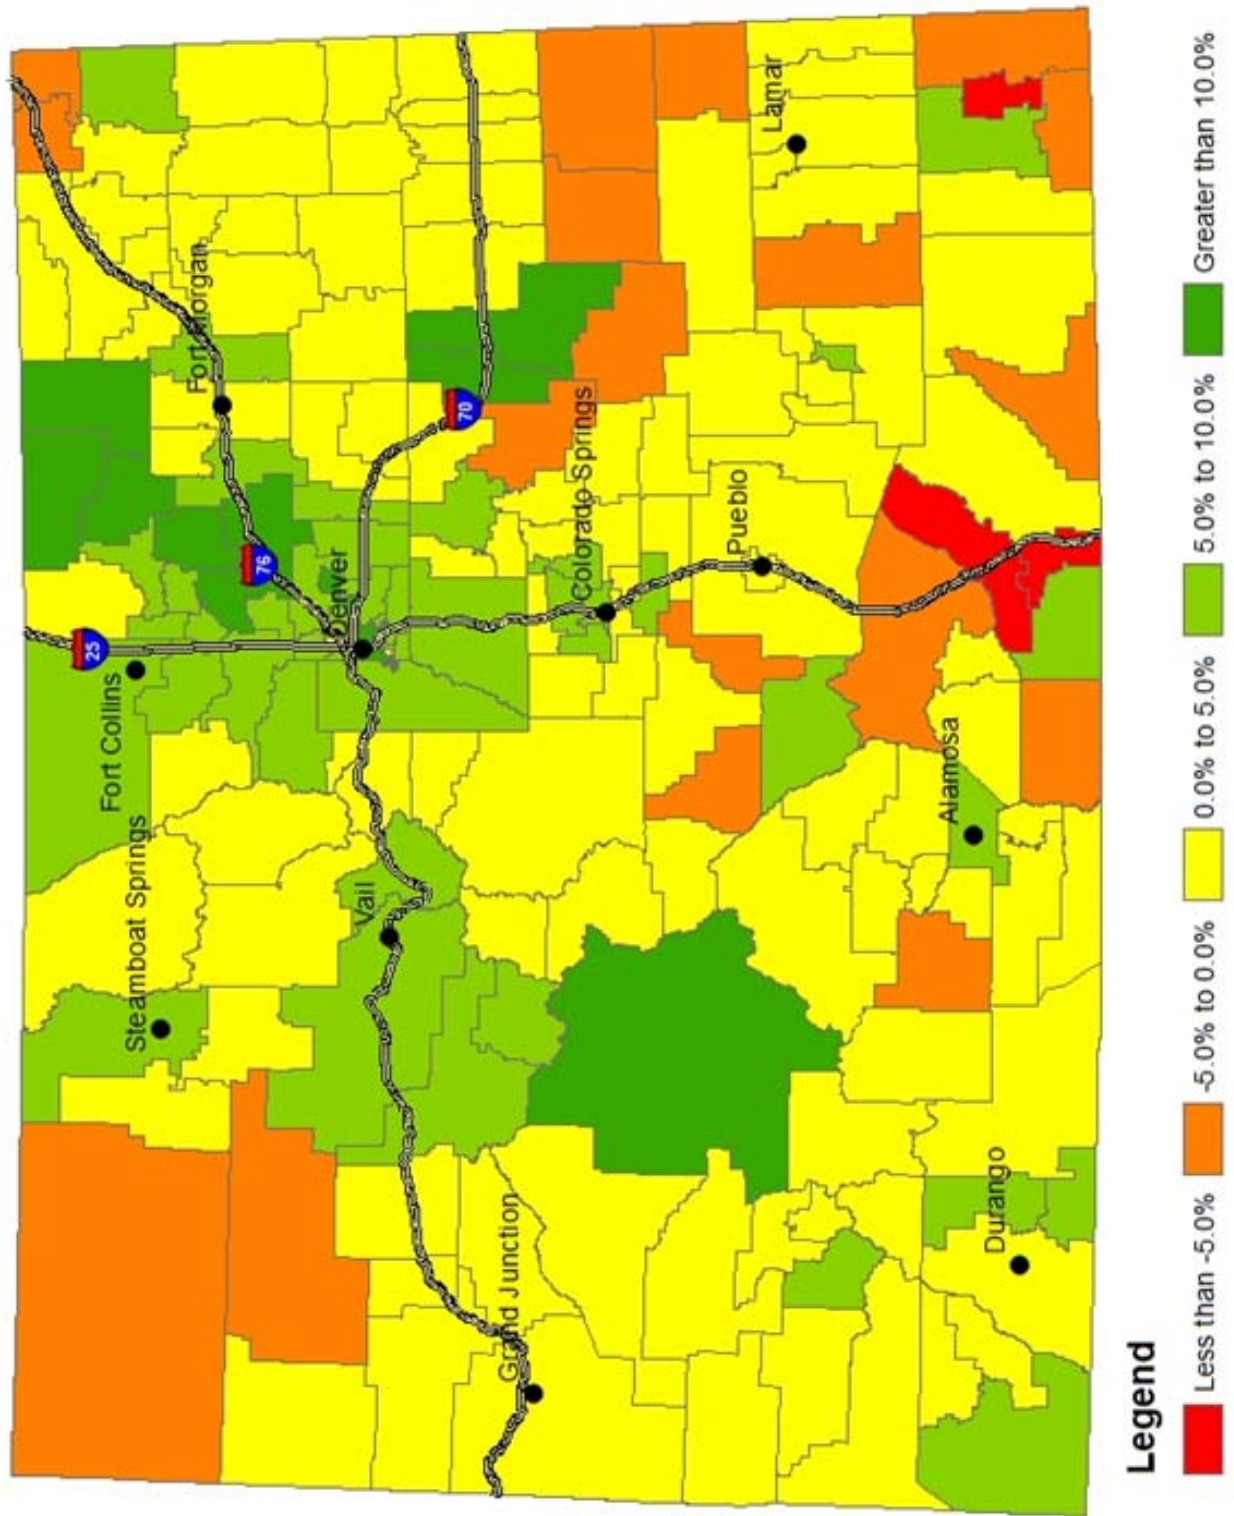 Steamboat Springs
Fort Collins
25
Fort Morgan
76
Denver
Vail
70
Grand Junction
Colorado Springs
Pueblo
Lamar
Alamosa
Durango
Legend
Less than -5.0%
-5.0% to 0.0%
0.0% to 5.0%
5.0% to 10.0%
Greater than 10.0%